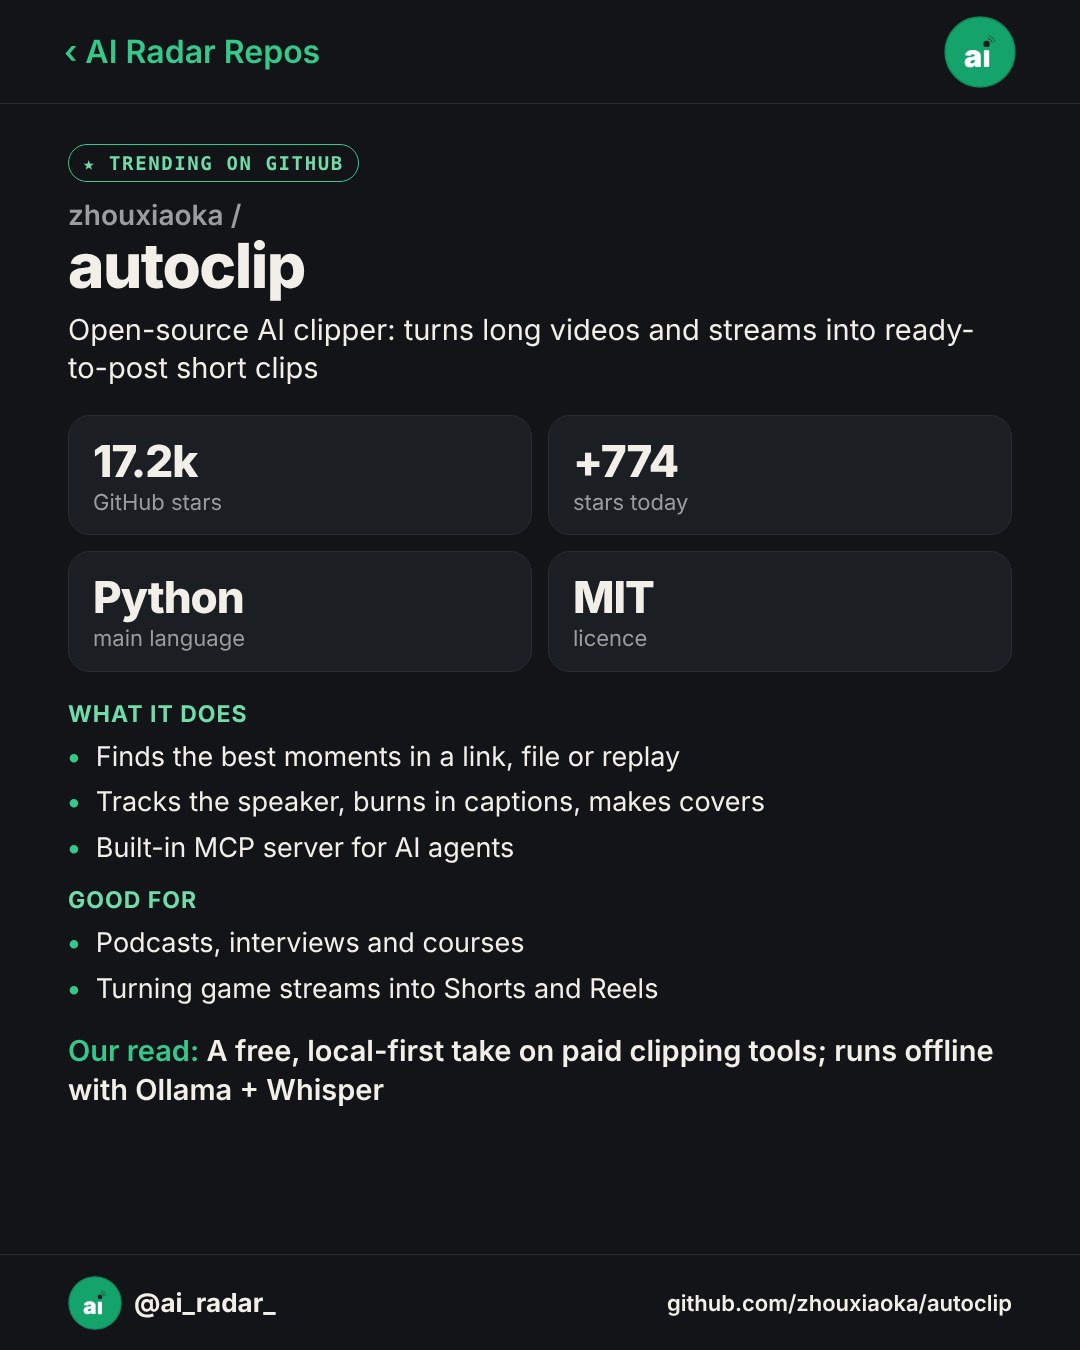 ‹ AI Radar Repos
ai
★ TRENDING ON GITHUB
zhouxiaoka /
autoclip
Open-source AI clipper: turns long videos and streams into ready-
to-post short clips
17.2k
GitHub stars
+774
stars today
Python
main language
MIT
licence
WHAT IT DOES
• Finds the best moments in a link, file or replay
• Tracks the speaker, burns in captions, makes covers
• Built-in MCP server for AI agents
GOOD FOR
• Podcasts, interviews and courses
• Turning game streams into Shorts and Reels
Our read: A free, local-first take on paid clipping tools; runs offline
with Ollama + Whisper
ai
@ai_radar_
github.com/zhouxiaoka/autoclip